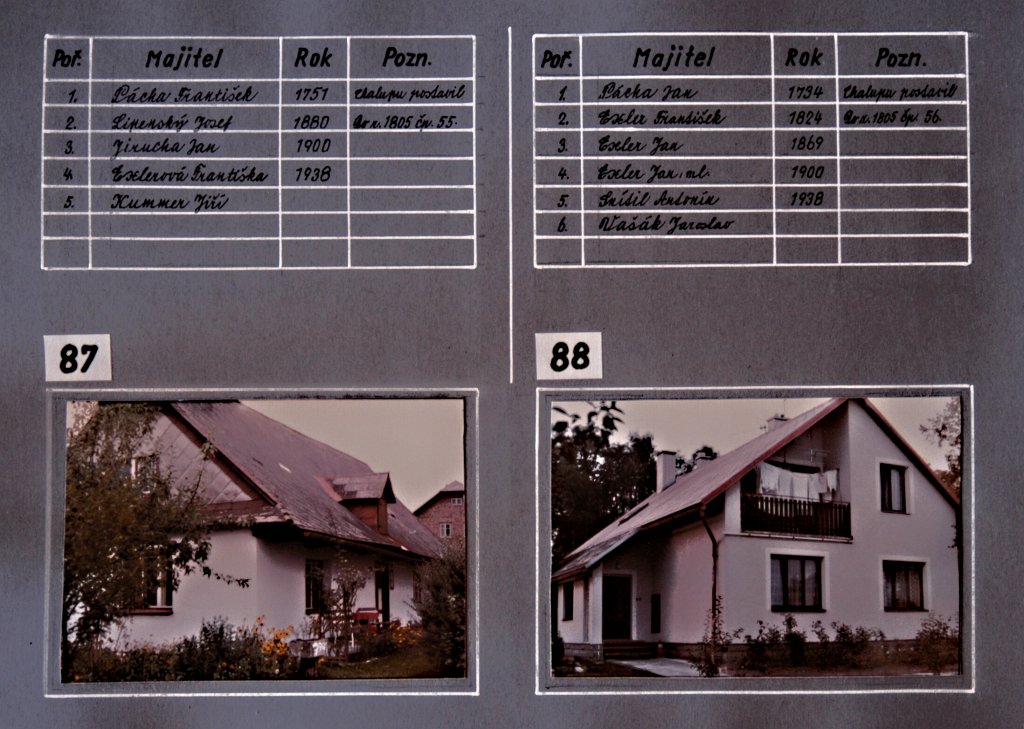 Poř. Majitel Rok Pozn.
1. Pácha František 1751 chalupu postavil
2. Lipenský Josef 1880 Do r. 1805 čp. 55.
3. Jirucha Jan 1900
4. Exlerová Františka 1938
5. Kummer Jiří
87
Poř. Majitel Rok Pozn.
1. Pácha Jan 1734 chalupu postavil
2. Exler František 1824 Do r. 1805 čp. 56.
3. Exler Jan 1869
4. Exler Jan, ml. 1900
5. Antonín 1938
6. Vašák Jaroslav
88